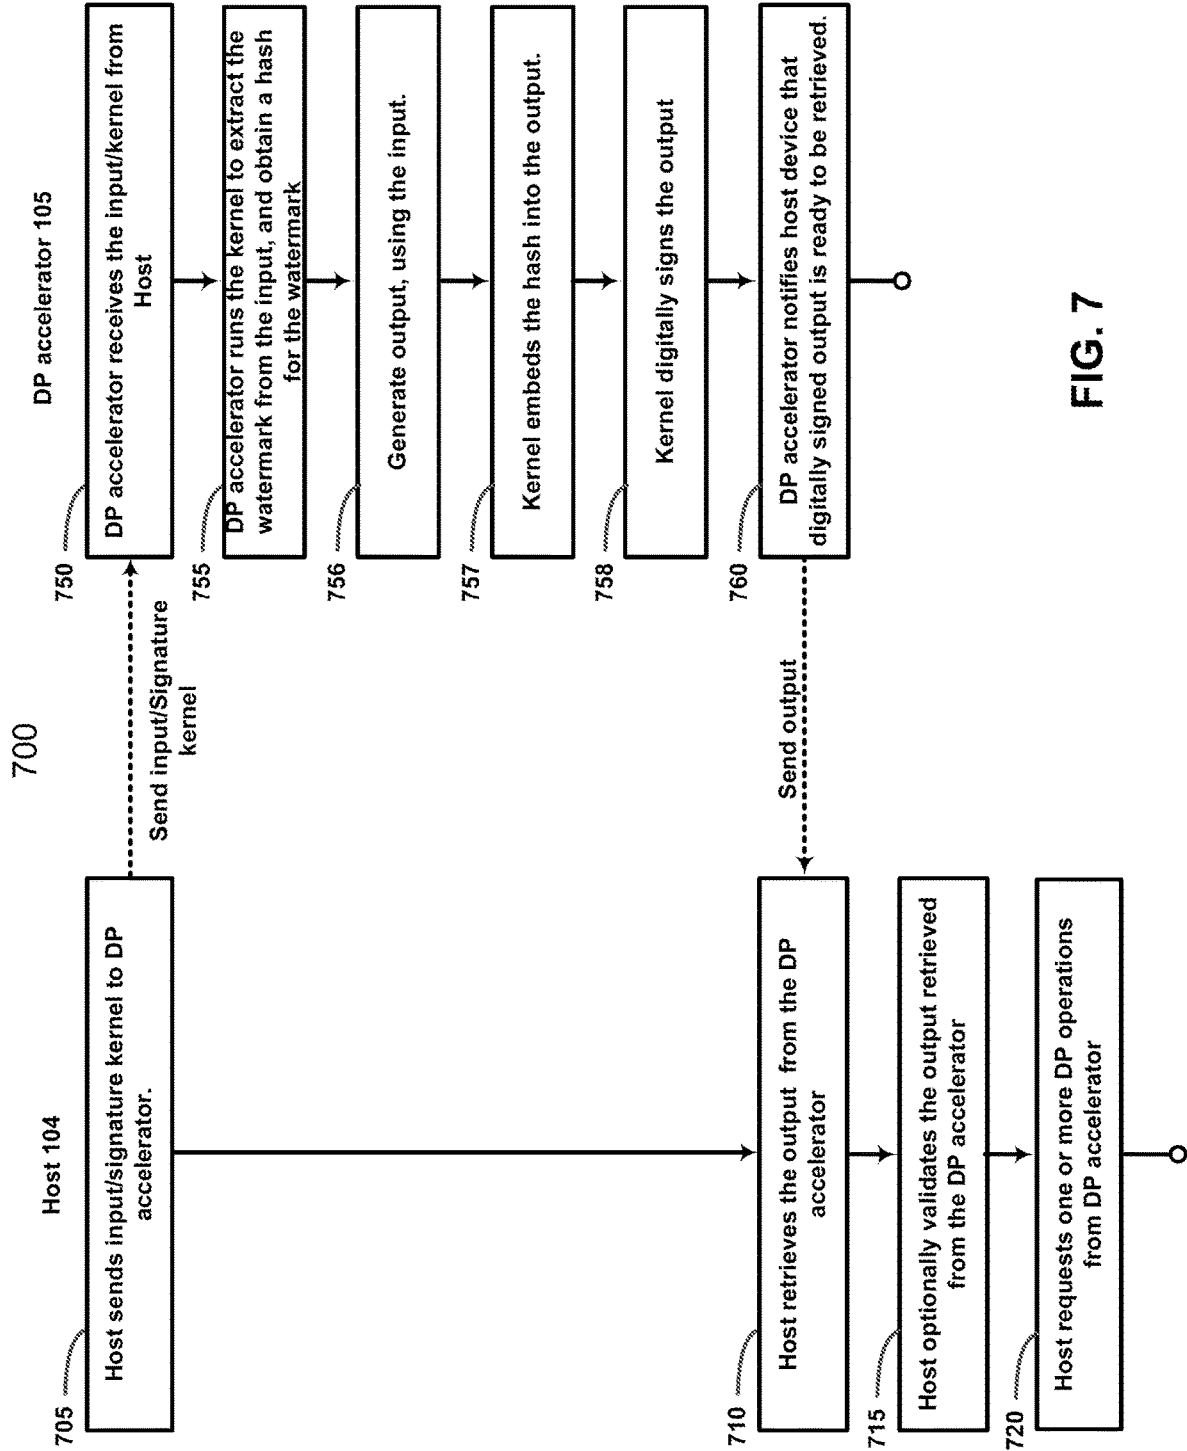 700
Host 104
DP accelerator 105
705
Host sends input/signature kernel to DP
accelerator.
Send input/Signature
kernel
750
DP accelerator receives the input/kernel from
Host
755
DP accelerator runs the kernel to extract the
watermark from the input, and obtain a hash
for the watermark
756
Generate output, using the input.
757
Kernel embeds the hash into the output.
758
Kernel digitally signs the output
760
DP accelerator notifies host device that
digitally signed output is ready to be retrieved.
Send output
710
Host retrieves the output from the DP
accelerator
715
Host optionally validates the output retrieved
from the DP accelerator
720
Host requests one or more DP operations
from DP accelerator
FIG. 7